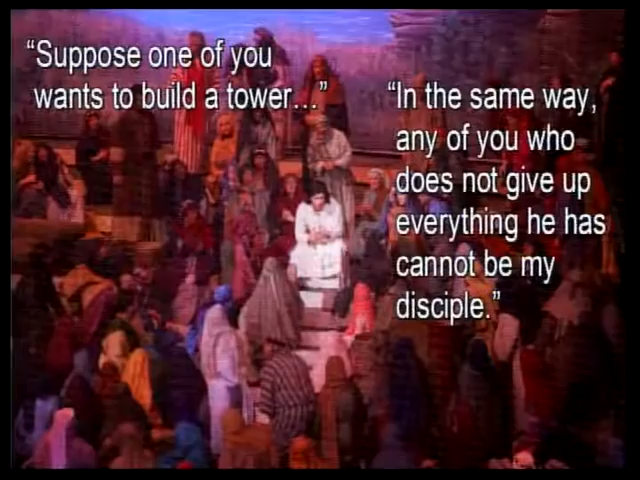 “Suppose one of you
wants to build a tower…”
“In the same way,
any of you who
does not give up
everything he has
cannot be my
disciple.”